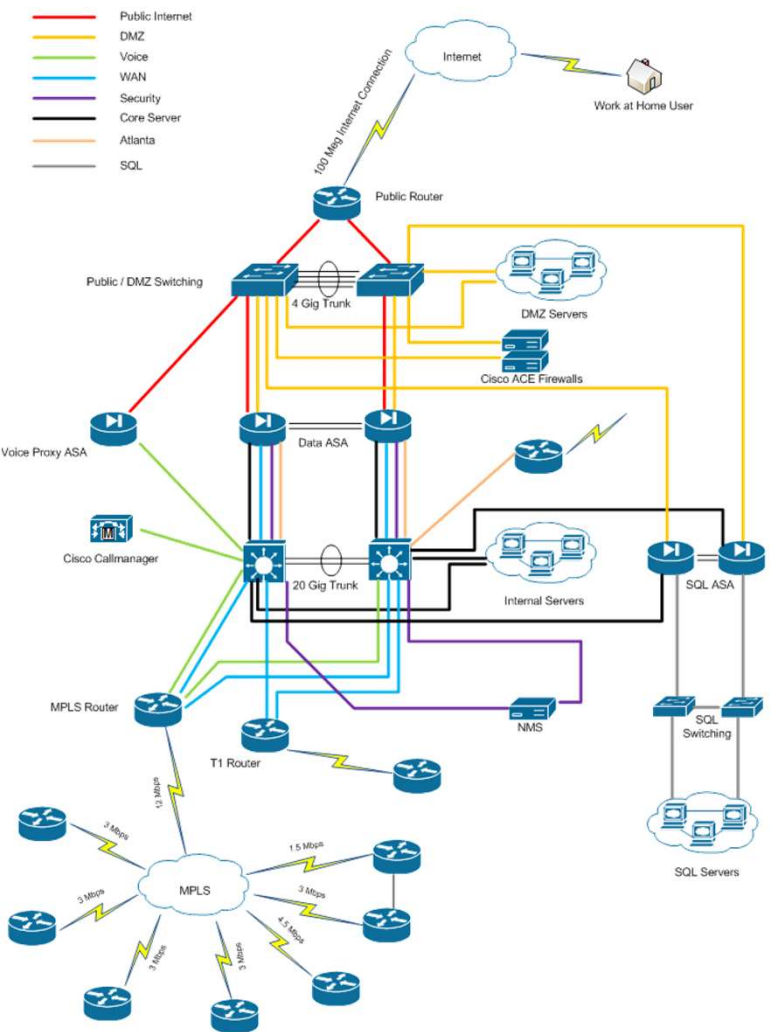 Public Internet
DMZ
Voice
WAN
Security
Core Server
Atlanta
SQL
Internet
Work at Home User
100 Meg Internet Connection
Public Router
Public / DMZ Switching
4 Gig Trunk
DMZ Servers
Cisco ACE Firewalls
Voice Proxy ASA
Data ASA
Cisco Callmanager
20 Gig Trunk
Internal Servers
SQL ASA
MPLS Router
T1 Router
NMS
SQL
Switching
12 Mbps
SQL Servers
3 Mbps
1.5 Mbps
MPLS
3 Mbps
3 Mbps
4.5 Mbps
3 Mbps
3 Mbps